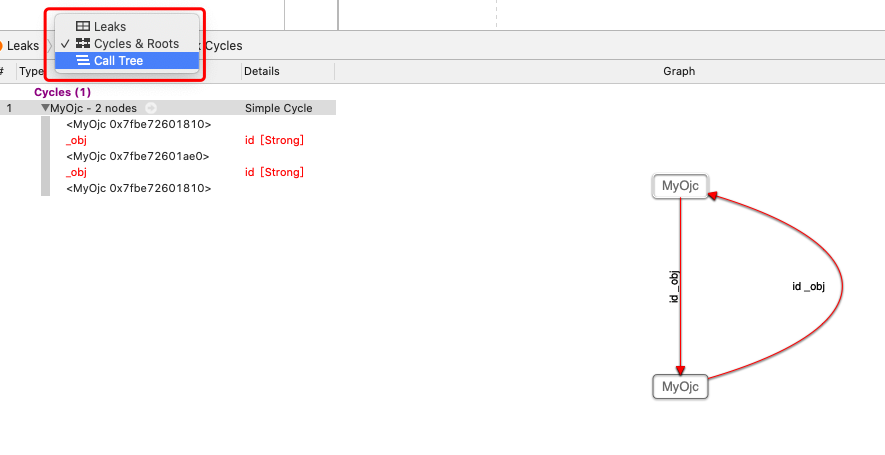 Leaks
Cycles & Roots
Call Tree
Leaks
Cycles
# Type Details Graph
Cycles (1)
1 MyOjc - 2 nodes Simple Cycle
<MyOjc 0x7fbe72601810>
_obj id [Strong]
<MyOjc 0x7fbe72601ae0>
_obj id [Strong]
<MyOjc 0x7fbe72601810>
MyOjc
id _obj
id _obj
MyOjc